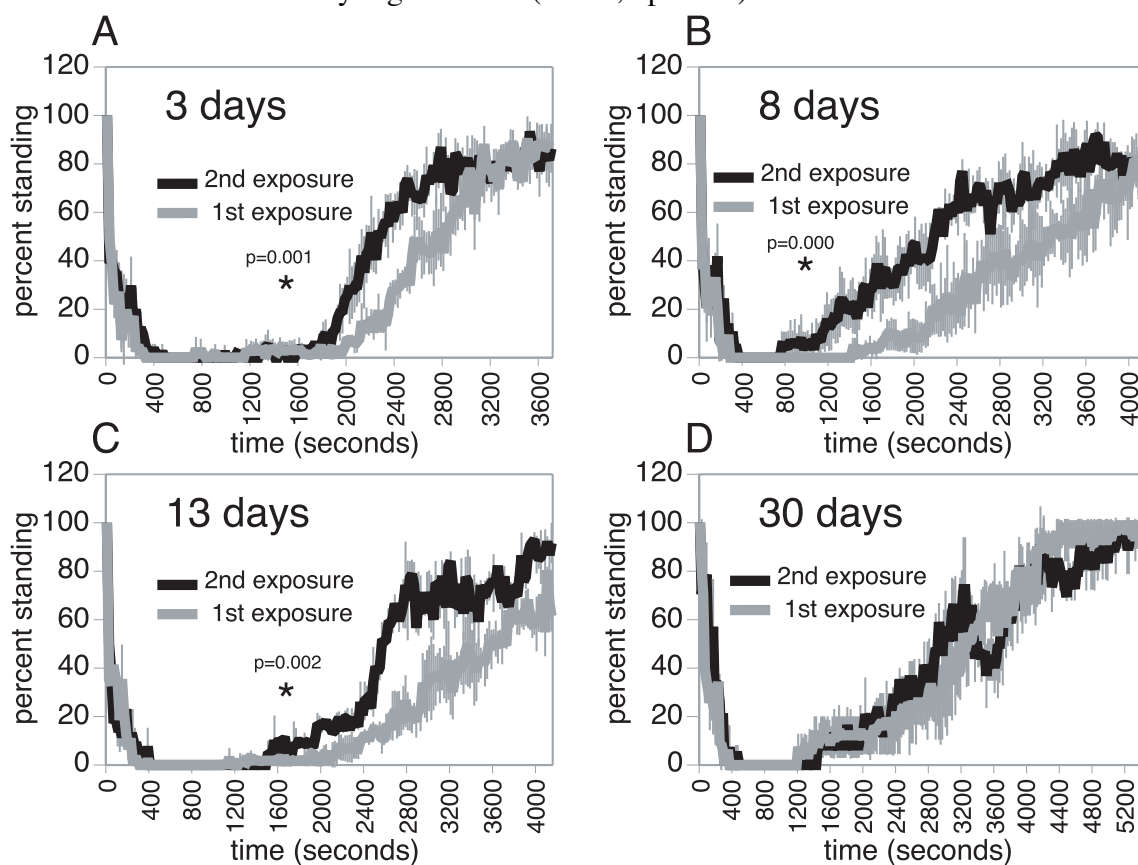 A
120
100
80
60
40
20
0
percent standing
3 days
2nd exposure
1st exposure
p=0.001
*
0 400 800 1200 1600 2000 2400 2800 3200 3600
time (seconds)
B
120
100
80
60
40
20
0
percent standing
8 days
2nd exposure
1st exposure
p=0.000
*
0 400 800 1200 1600 2000 2400 2800 3200 3600 4000
time (seconds)
C
120
100
80
60
40
20
0
percent standing
13 days
2nd exposure
1st exposure
p=0.002
*
0 400 800 1200 1600 2000 2400 2800 3200 3600 4000
time (seconds)
D
120
100
80
60
40
20
0
percent standing
30 days
2nd exposure
1st exposure
0 400 800 1200 1600 2000 2400 2800 3200 3600 4000 4400 4800 5200
time (seconds)